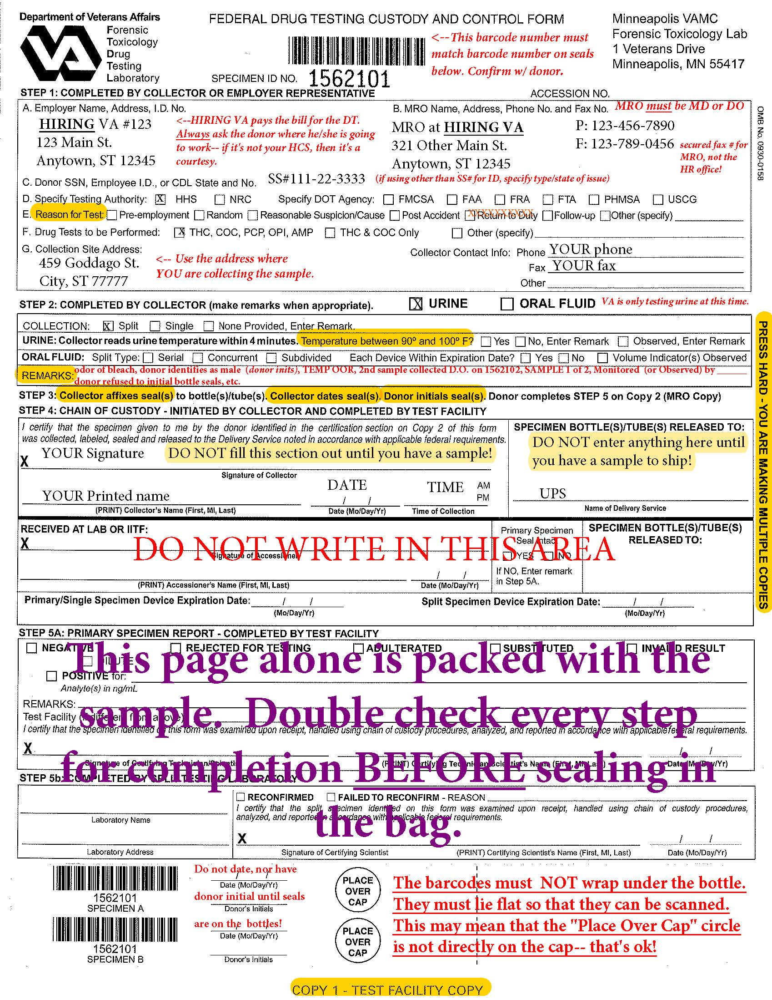 Department of Veterans Affairs
Forensic
Toxicology
Drug
Testing
Laboratory
FEDERAL DRUG TESTING CUSTODY AND CONTROL FORM
<--This barcode number must
match barcode number on seals
below. Confirm w/ donor.
Minneapolis VAMC
Forensic Toxicology Lab
1 Veterans Drive
Minneapolis, MN 55417
SPECIMEN ID NO. 1562101
STEP 1: COMPLETED BY COLLECTOR OR EMPLOYER REPRESENTATIVE
ACCESSION NO.
A. Employer Name, Address, I.D. No.
HIRING VA #123
123 Main St.
Anytown, ST 12345
<--HIRING VA pays the bill for the DT.
Always ask the donor where he/she is going
to work-- if it's not your HCS, then it's a
courtesy.
B. MRO Name, Address, Phone No. and Fax No. MRO must be MD or DO
MRO at HIRING VA
321 Other Main St.
Anytown, ST 12345
P: 123-456-7890
F: 123-789-0456 secured fax # for
MRO, not the
HR office!
OMB No. 0930-0158
C. Donor SSN, Employee I.D., or CDL State and No. SS#111-22-3333 (if using other than SS# for ID, specify type/state of issue)
D. Specify Testing Authority: X HHS NRC Specify DOT Agency: FMCSA FAA FRA FTA PHMSA USCG
E. Reason for Test: Pre-employment Random Reasonable Suspicion/Cause Post Accident XXXXXXXXXX Return to Duty Follow-up Other (specify)
F. Drug Tests to be Performed: X THC, COC, PCP, OPI, AMP THC & COC Only Other (specify)
G. Collection Site Address:
459 Goddago St.
City, ST 77777
<-- Use the address where
YOU are collecting the sample.
Collector Contact Info: Phone YOUR phone
Fax YOUR fax
Other
STEP 2: COMPLETED BY COLLECTOR (make remarks when appropriate). X URINE ORAL FLUID VA is only testing urine at this time.
COLLECTION: X Split Single None Provided, Enter Remark.
URINE: Collector reads urine temperature within 4 minutes. Temperature between 90º and 100º F? Yes No, Enter Remark Observed, Enter Remark
ORAL FLUID: Split Type: Serial Concurrent Subdivided Each Device Within Expiration Date? Yes No Volume Indicator(s) Observed
REMARKS: odor of bleach, donor identifies as male (donor inits), TEMP OOR, 2nd sample collected D.O. on 1562102, SAMPLE 1 of 2, Monitored (or Observed) by ______
donor refused to initial bottle seals, etc.
STEP 3: Collector affixes seal(s) to bottle(s)/tube(s). Collector dates seal(s). Donor initials seal(s). Donor completes STEP 5 on Copy 2 (MRO Copy)
STEP 4: CHAIN OF CUSTODY - INITIATED BY COLLECTOR AND COMPLETED BY TEST FACILITY
I certify that the specimen given to me by the donor identified in the certification section on Copy 2 of this form
was collected, labeled, sealed and released to the Delivery Service noted in accordance with applicable federal requirements.
X YOUR Signature DO NOT fill this section out until you have a sample!
Signature of Collector
YOUR Printed name
DATE
/ /
TIME AM
PM
(PRINT) Collector's Name (First, MI, Last) Date (Mo/Day/Yr) Time of Collection
SPECIMEN BOTTLE(S)/TUBE(S) RELEASED TO:
DO NOT enter anything here until
you have a sample to ship!
UPS
Name of Delivery Service
PRESS HARD - YOU ARE MAKING MULTIPLE COPIES
RECEIVED AT LAB OR IITF:
X
DO NOT WRITE IN THIS AREA
Signature of Accessioner
/ /
(PRINT) Accessioner's Name (First, MI, Last) Date (Mo/Day/Yr)
Primary Specimen
Seal Intact
YES NO
If NO, Enter remark
in Step 5A.
SPECIMEN BOTTLE(S)/TUBE(S)
RELEASED TO:
Primary/Single Specimen Device Expiration Date: / /
(Mo/Day/Yr)
Split Specimen Device Expiration Date: / /
(Mo/Day/Yr)
STEP 5A: PRIMARY SPECIMEN REPORT - COMPLETED BY TEST FACILITY
NEGATIVE REJECTED FOR TESTING ADULTERATED SUBSTITUTED INVALID RESULT
DILUTE
This page alone is packed with the
POSITIVE for:
Analyte(s) in ng/mL
REMARKS:
sample. Double check every step
Test Facility (if different from above)
I certify that the specimen identified on this form was examined upon receipt, handled using chain of custody procedures, analyzed, and reported in accordance with applicable federal requirements.
X
/ /
for completion BEFORE sealing in
Signature of Certifying Technician/Scientist (PRINT) Certifying Technician/Scientist's Name (First, MI, Last) Date (Mo/Day/Yr)
STEP 5b: COMPLETED BY SPLIT TESTING LABORATORY
RECONFIRMED FAILED TO RECONFIRM - REASON
I certify that the split specimen identified on this form was examined upon receipt, handled using chain of custody procedures,
analyzed, and reported in accordance with applicable federal requirements.
the bag.
Laboratory Name
X
/ /
Laboratory Address
Signature of Certifying Scientist (PRINT) Certifying Scientist's Name (First, MI, Last) Date (Mo/Day/Yr)
1562101
SPECIMEN A
Do not date, nor have
/ /
Date (Mo/Day/Yr)
donor initial until seals
Donor's Initials
PLACE
OVER
CAP
1562101
SPECIMEN B
are on the bottles!
/ /
Date (Mo/Day/Yr)
Donor's Initials
PLACE
OVER
CAP
The barcodes must NOT wrap under the bottle.
They must lie flat so that they can be scanned.
This may mean that the "Place Over Cap" circle
is not directly on the cap-- that's ok!
COPY 1 - TEST FACILITY COPY